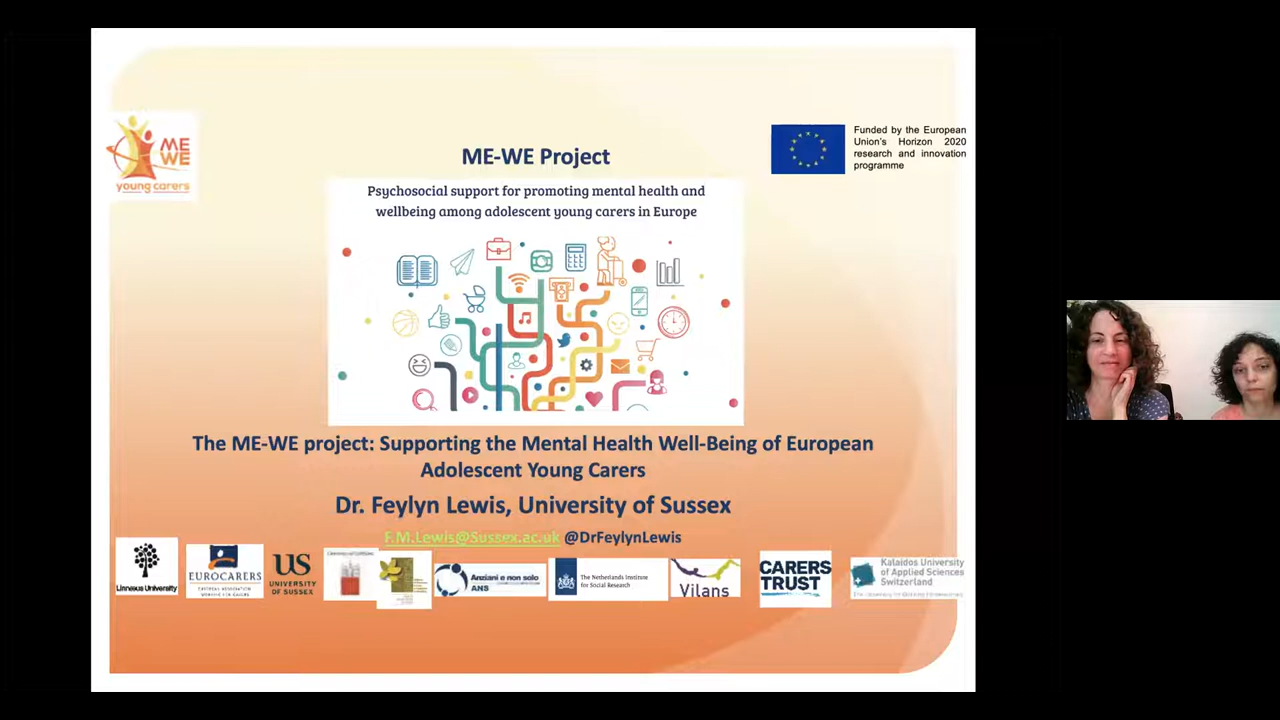 ME
WE
young carers
ME-WE Project
Funded by the European
Union's Horizon 2020
research and innovation
programme
Psychosocial support for promoting mental health and
wellbeing among adolescent young carers in Europe
The ME-WE project: Supporting the Mental Health Well-Being of European
Adolescent Young Carers
Dr. Feylyn Lewis, University of Sussex
F.M.Lewis@Sussex.ac.uk @DrFeylynLewis
Linnaeus University
EUROCARERS
US
UNIVERSITY
OF SUSSEX
Anziani e non solo
ANS
The Netherlands Institute
for Social Research
Vilans
CARERS
TRUST
Kalaidos University
of Applied Sciences
Switzerland